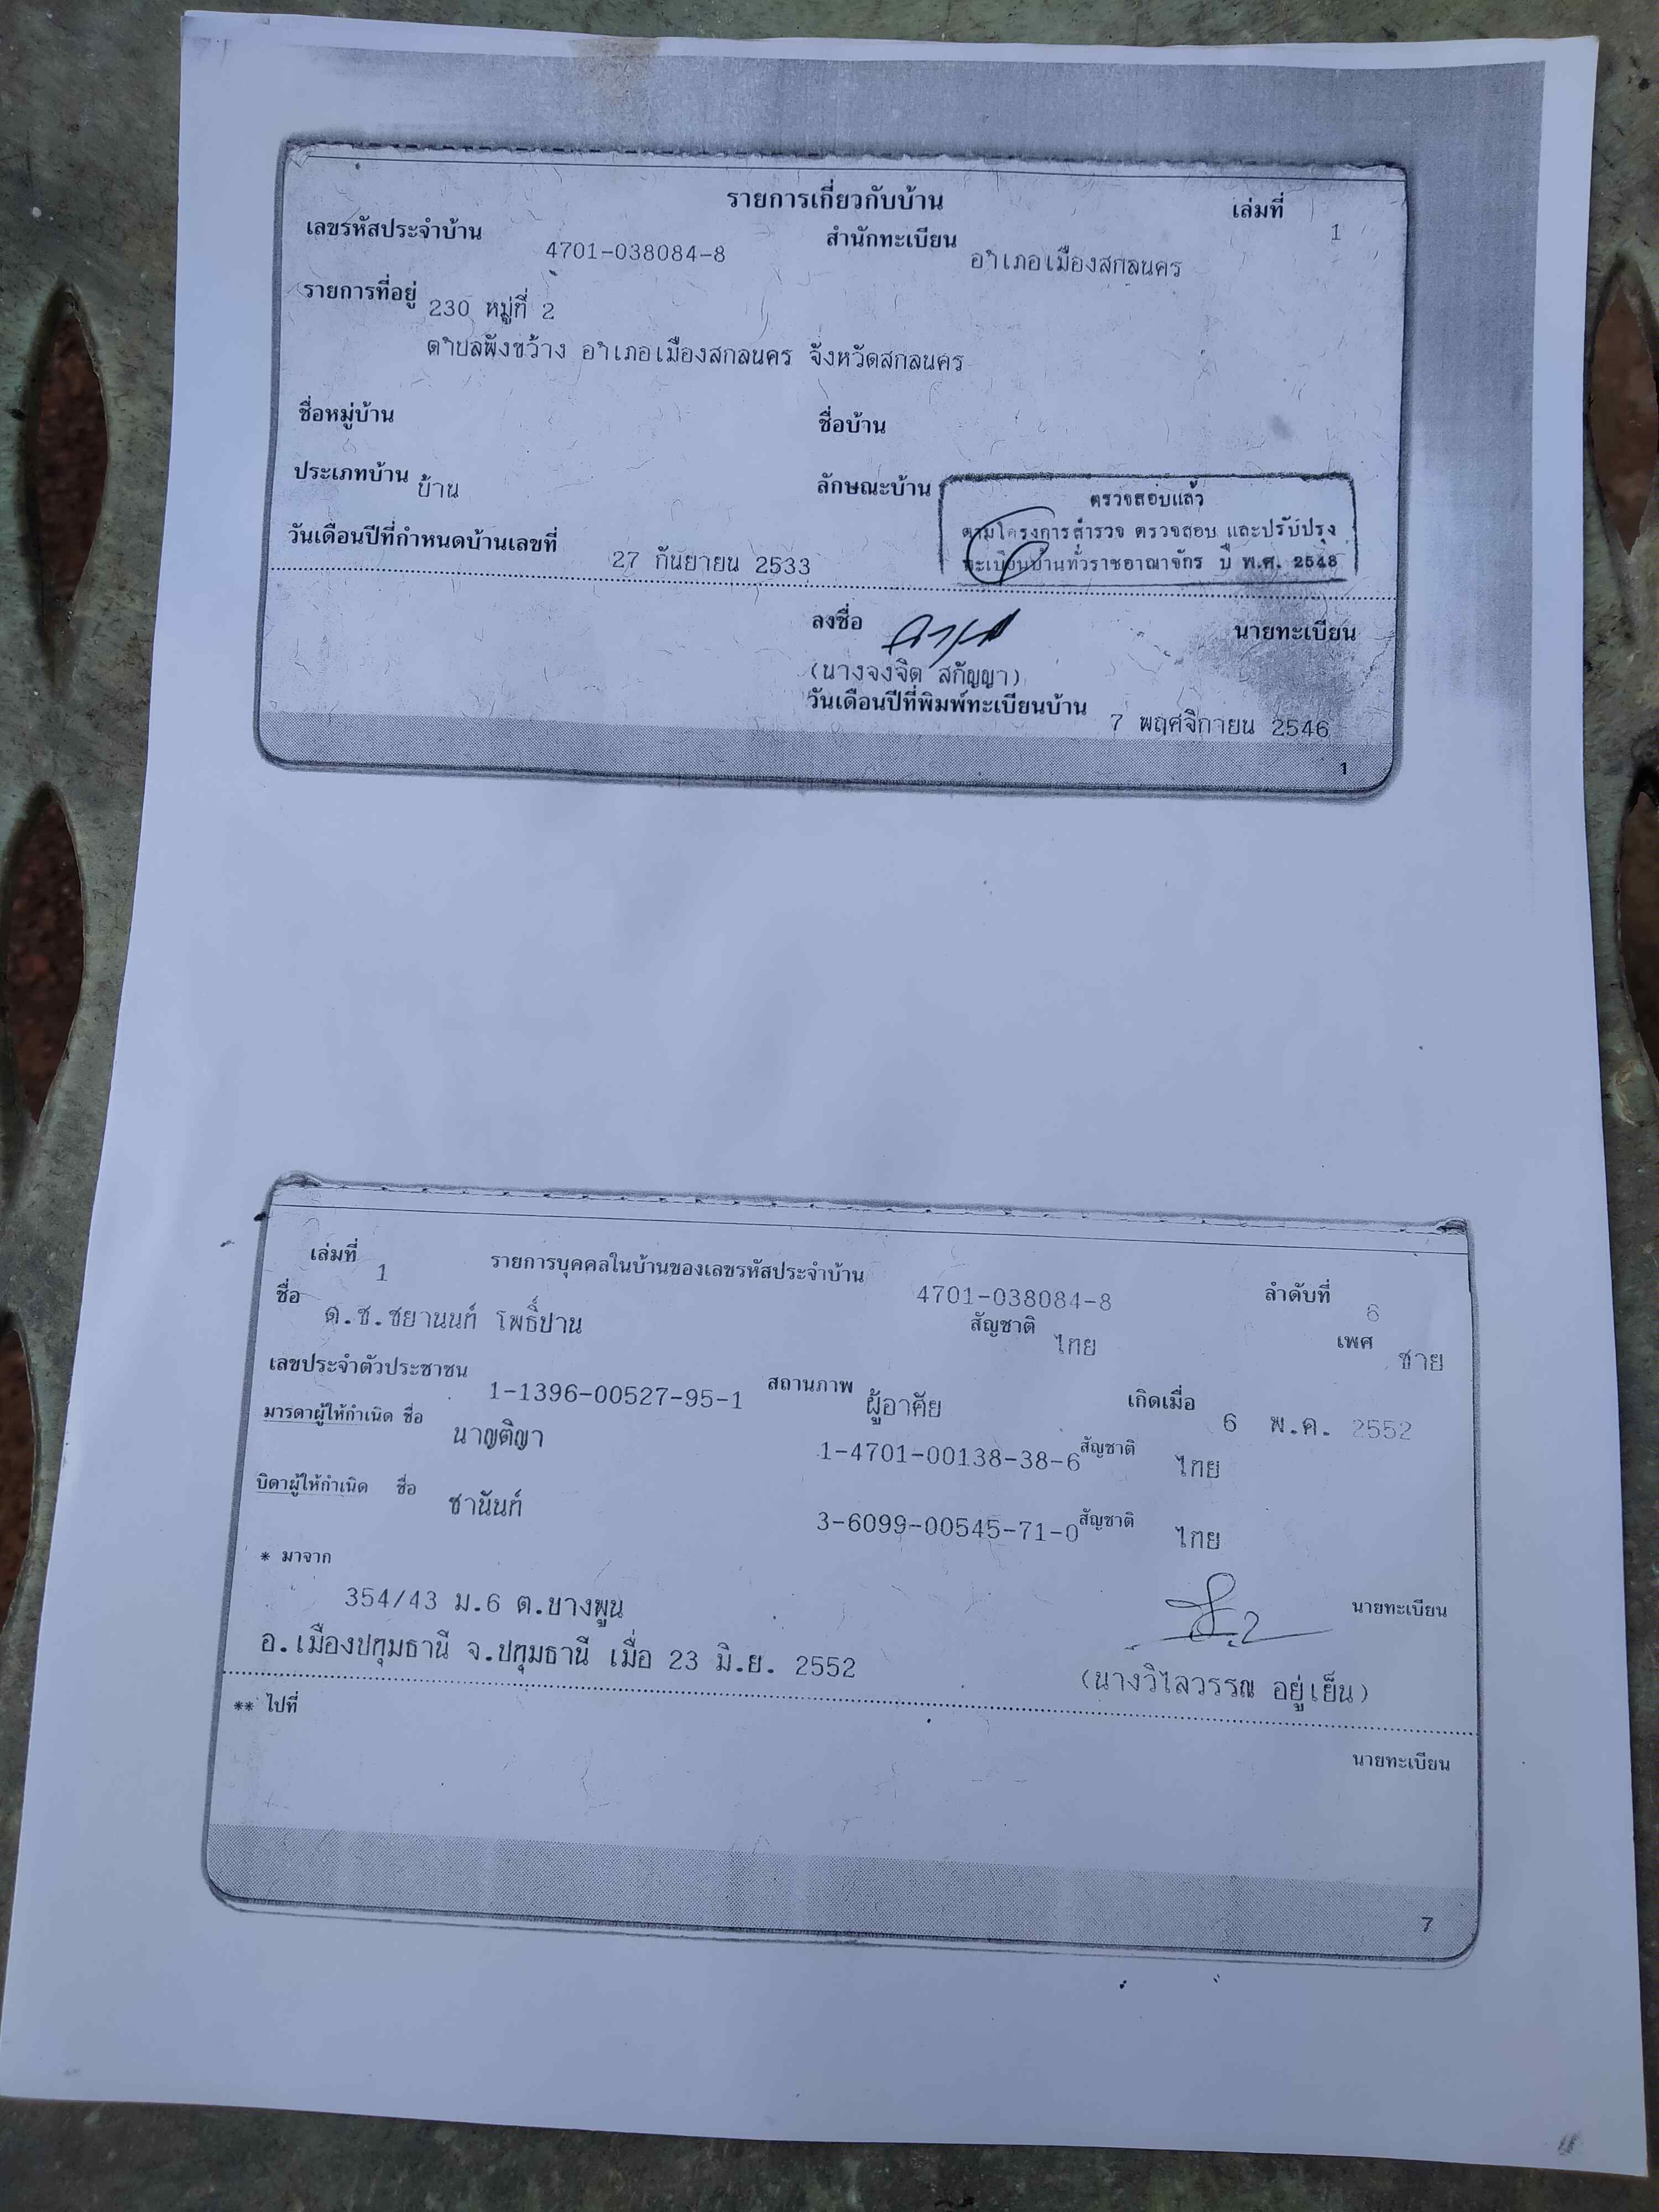 รายการเกี่ยวกับบ้าน เล่มที่ 1
เลขรหัสประจำบ้าน 4701-038084-8 สำนักทะเบียน อำเภอเมืองสกลนคร
รายการที่อยู่ 230 หมู่ที่ 2
ตำบลพังขว้าง อำเภอเมืองสกลนคร จังหวัดสกลนคร
ชื่อหมู่บ้าน ชื่อบ้าน
ประเภทบ้าน บ้าน ลักษณะบ้าน
ตรวจสอบแล้ว
ตามโครงการสำรวจ ตรวจสอบ และปรับปรุง
ทะเบียนบ้านทั่วราชอาณาจักร ปี พ.ศ. 2548
วันเดือนปีที่กำหนดบ้านเลขที่ 27 กันยายน 2533
ลงชื่อ นายทะเบียน
(นางจงจิต สกัญญา)
วันเดือนปีที่พิมพ์ทะเบียนบ้าน 7 พฤศจิกายน 2546
1
เล่มที่ 1 รายการบุคคลในบ้านของเลขรหัสประจำบ้าน 4701-038084-8 ลำดับที่ 6
ชื่อ ด.ช.ชยานนท์ โพธิ์ปาน สัญชาติ ไทย เพศ ชาย
เลขประจำตัวประชาชน 1-1396-00527-95-1 สถานภาพ ผู้อาศัย เกิดเมื่อ 6 พ.ค. 2552
มารดาผู้ให้กำเนิด ชื่อ นาญติญา 1-4701-00138-38-6 สัญชาติ ไทย
บิดาผู้ให้กำเนิด ชื่อ ชานันท์ 3-6099-00545-71-0 สัญชาติ ไทย
* มาจาก
354/43 ม.6 ต.บางพูน นายทะเบียน
อ.เมืองปทุมธานี จ.ปทุมธานี เมื่อ 23 มิ.ย. 2552 (นางวิไลวรรณ อยู่เย็น)
** ไปที่
นายทะเบียน
7